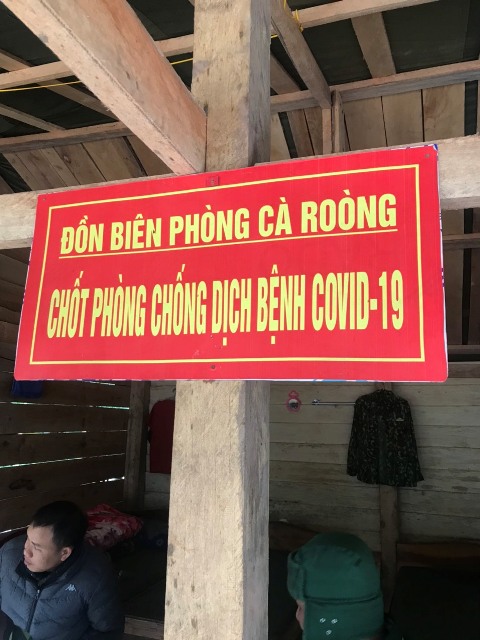 ĐỒN BIÊN PHÒNG CÀ ROÒNG
CHỐT PHÒNG CHỐNG DỊCH BỆNH COVID-19